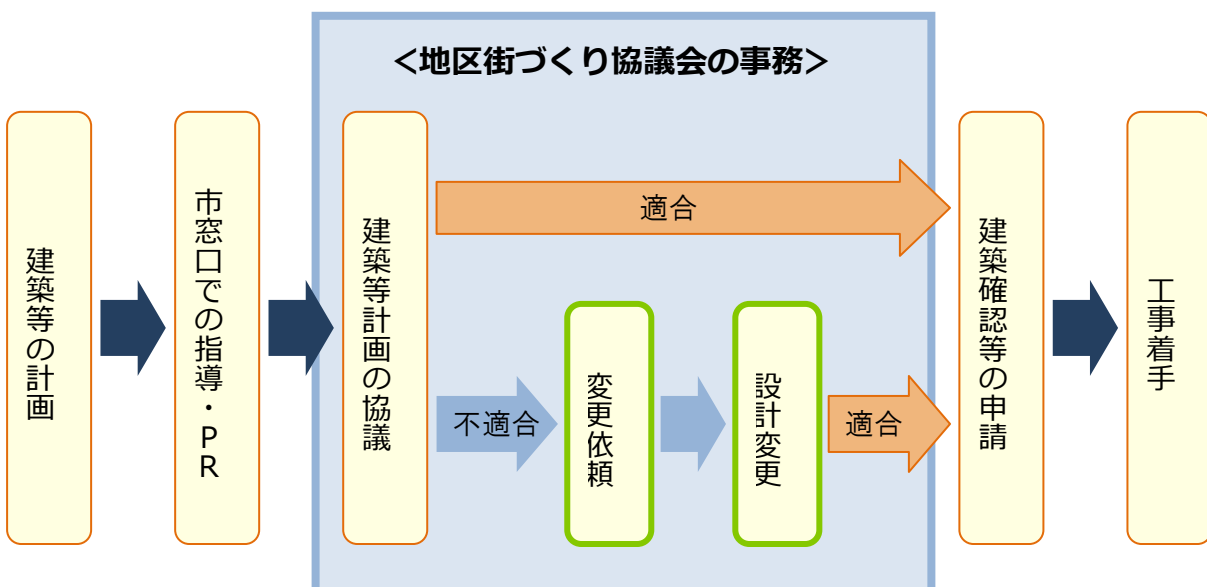 ＜地区街づくり協議会の事務＞
建築等の計画
市窓口での指導・PR
建築等計画の協議
適合
不適合
変更依頼
設計変更
適合
建築確認等の申請
工事着手